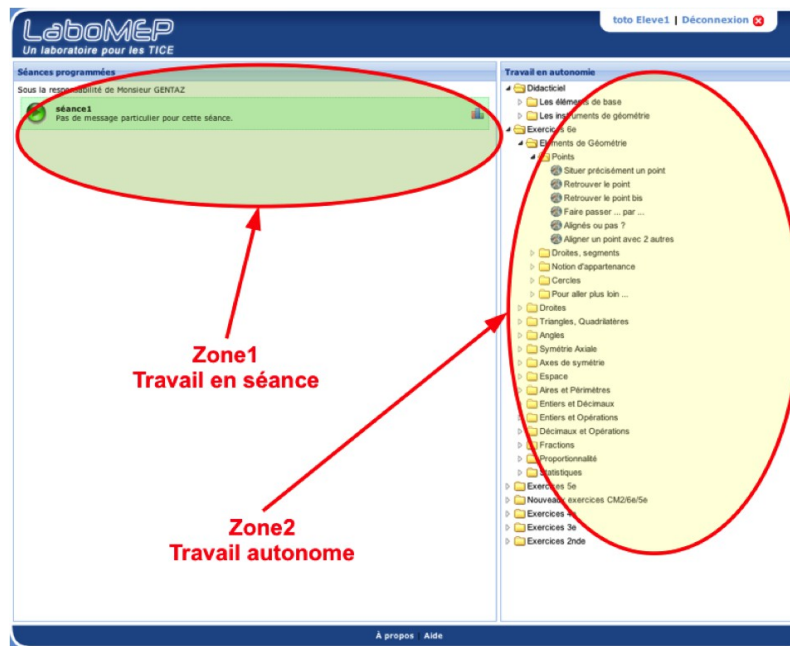 LaboMEP
Un laboratoire pour les TICE
toto Eleve1 | Déconnexion
Séances programmées
Sous la responsabilité de Monsieur GENTAZ
séance1
Pas de message particulier pour cette séance.
Zone1
Travail en séance
Zone2
Travail autonome
Travail en autonomie
Didacticiel
Les éléments de base
Les instruments de géométrie
Exercices 6e
Eléments de Géométrie
Points
Situer précisément un point
Retrouver le point
Retrouver le point bis
Faire passer ... par ...
Alignés ou pas ?
Aligner un point avec 2 autres
Droites, segments
Notion d'appartenance
Cercles
Pour aller plus loin ...
Droites
Triangles, Quadrilatères
Angles
Symétrie Axiale
Axes de symétrie
Espace
Aires et Périmètres
Entiers et Décimaux
Entiers et Opérations
Décimaux et Opérations
Fractions
Proportionnalité
Statistiques
Exercices 5e
Nouveaux exercices CM2/6e/5e
Exercices 4e
Exercices 3e
Exercices 2nde
À propos | Aide